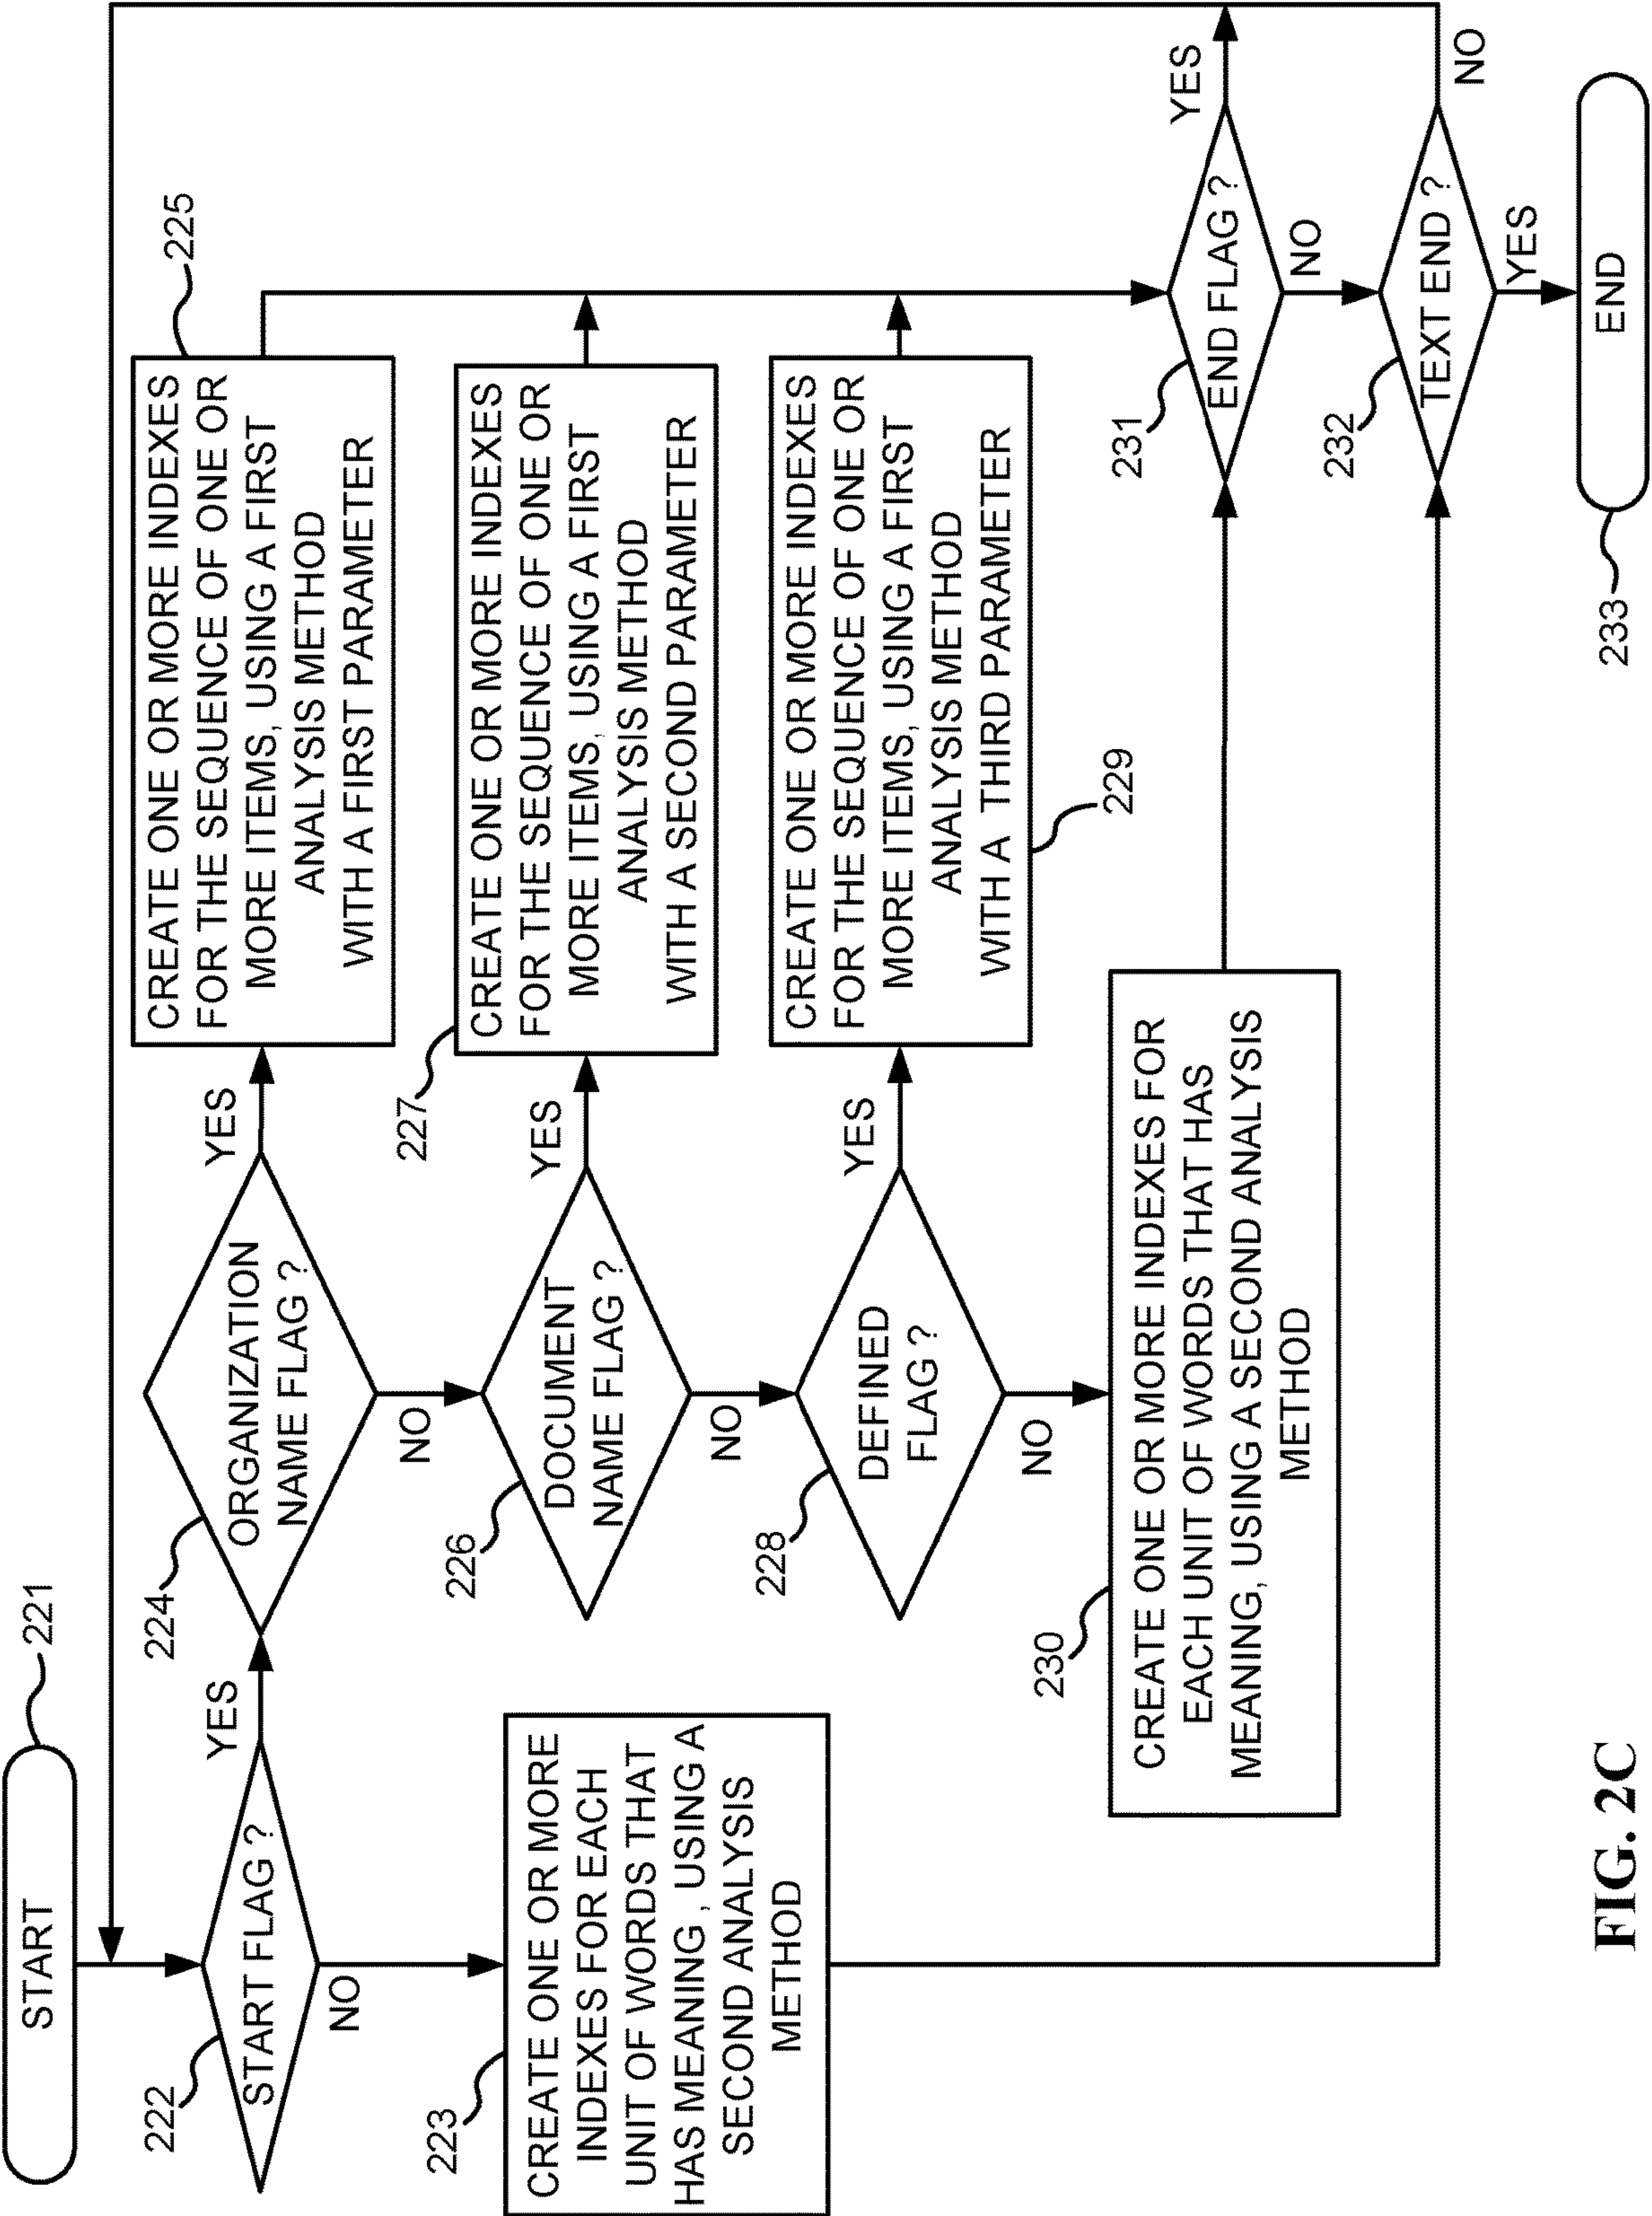 START
221
222
START FLAG ?
YES
NO
223
CREATE ONE OR MORE
INDEXES FOR EACH
UNIT OF WORDS THAT
HAS MEANING , USING A
SECOND ANALYSIS
METHOD
224
ORGANIZATION
NAME FLAG ?
YES
NO
225
CREATE ONE OR MORE INDEXES
FOR THE SEQUENCE OF ONE OR
MORE ITEMS, USING A FIRST
ANALYSIS METHOD
WITH A FIRST PARAMETER
226
DOCUMENT
NAME FLAG ?
YES
NO
227
CREATE ONE OR MORE INDEXES
FOR THE SEQUENCE OF ONE OR
MORE ITEMS, USING A FIRST
ANALYSIS METHOD
WITH A SECOND PARAMETER
228
DEFINED
FLAG ?
YES
NO
229
CREATE ONE OR MORE INDEXES
FOR THE SEQUENCE OF ONE OR
MORE ITEMS, USING A FIRST
ANALYSIS METHOD
WITH A THIRD PARAMETER
230
CREATE ONE OR MORE INDEXES FOR
EACH UNIT OF WORDS THAT HAS
MEANING, USING A SECOND ANALYSIS
METHOD
231
END FLAG ?
YES
NO
232
TEXT END ?
NO
YES
233
END
FIG. 2C